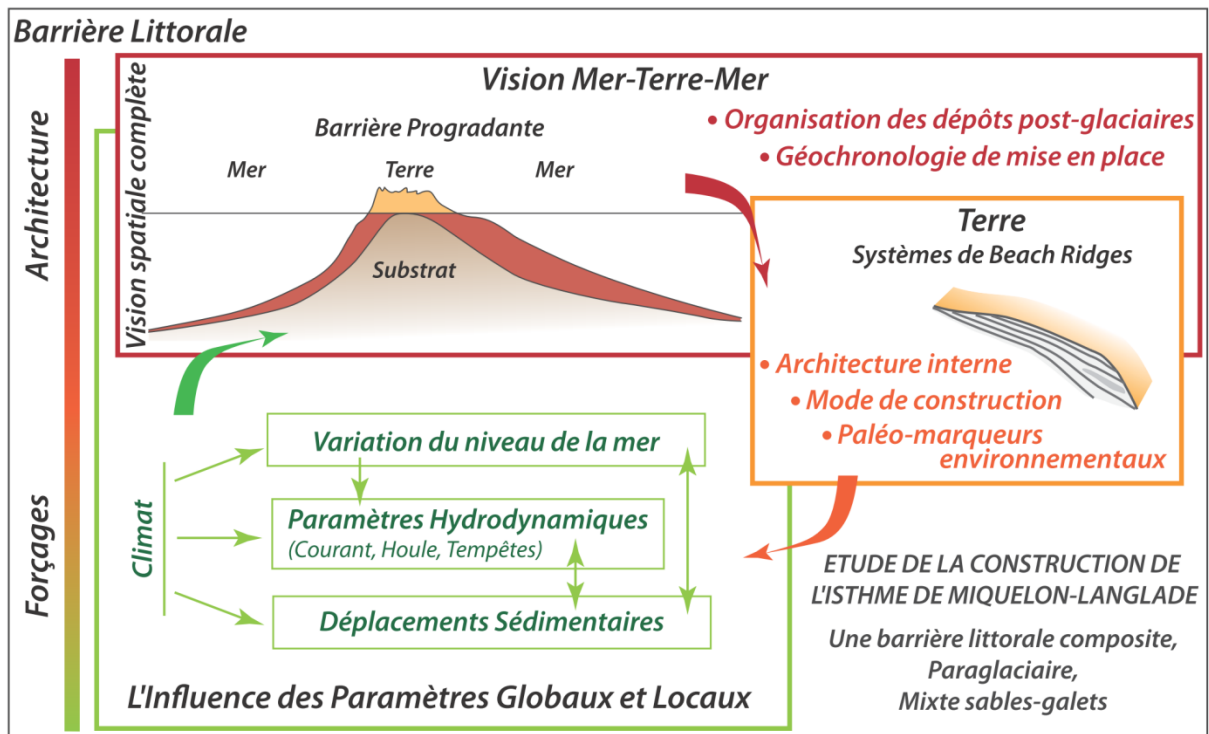 Barrière Littorale
Architecture
Forçages
Vision Mer-Terre-Mer
Vision spatiale complète
Barrière Progradante
Mer
Terre
Mer
Substrat
• Organisation des dépôts post-glaciaires
• Géochronologie de mise en place
Terre
Systèmes de Beach Ridges
• Architecture interne
• Mode de construction
• Paléo-marqueurs
environnementaux
Climat
Variation du niveau de la mer
Paramètres Hydrodynamiques
(Courant, Houle, Tempêtes)
Déplacements Sédimentaires
L'Influence des Paramètres Globaux et Locaux
ETUDE DE LA CONSTRUCTION DE
L'ISTHME DE MIQUELON-LANGLADE
Une barrière littorale composite,
Paraglaciaire,
Mixte sables-galets